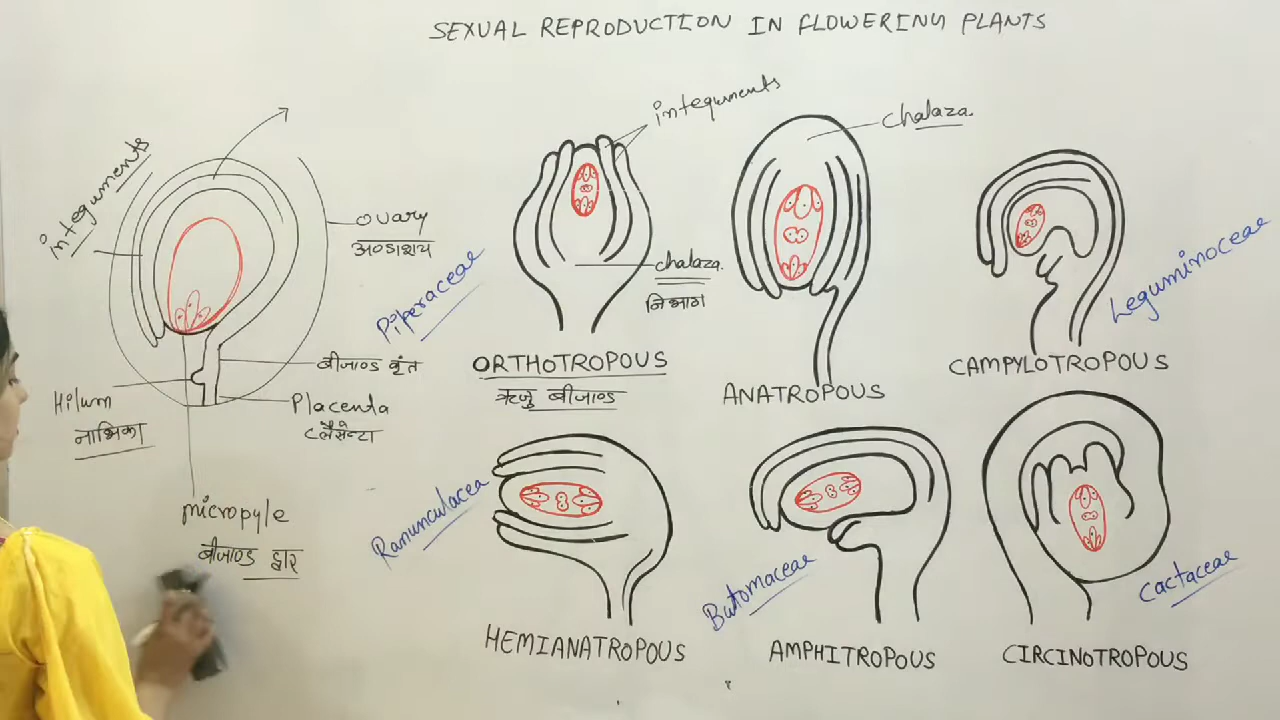 SEXUAL REPRODUCTION IN FLOWERING PLANTS
integuments
ovary
अण्डाशय
बीजाण्ड वृंत
Hilum
नाभिका
Placenta
प्लैसेन्टा
micropyle
बीजाण्ड द्वार
integuments
chalaza.
निभाग
Piperaceae
ORTHOTROPOUS
ऋजु बीजाण्ड
chalaza.
ANATROPOUS
Leguminoceae
CAMPYLOTROPOUS
Ranunculacea
HEMIANATROPOUS
Butomaceae
AMPHITROPOUS
Cactaceae
CIRCINOTROPOUS